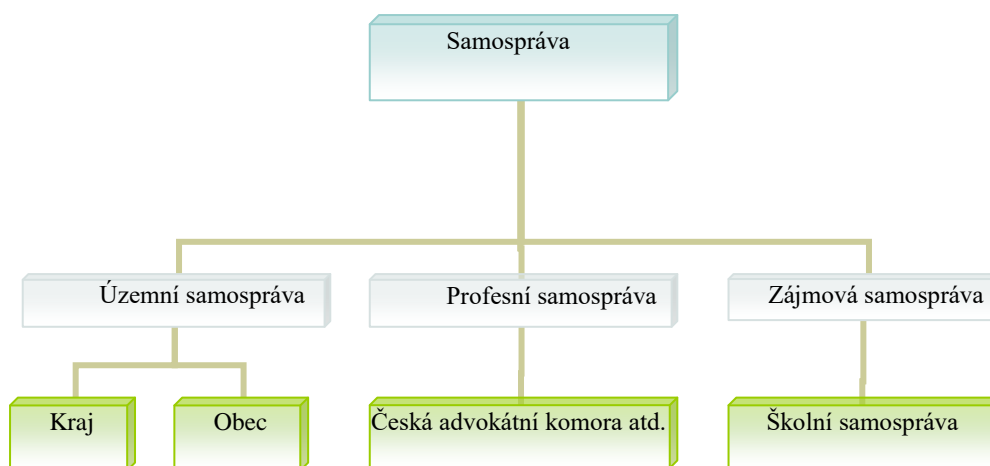 Samospráva
Územní samospráva
Profesní samospráva
Zájmová samospráva
Kraj
Obec
Česká advokátní komora atd.
Školní samospráva